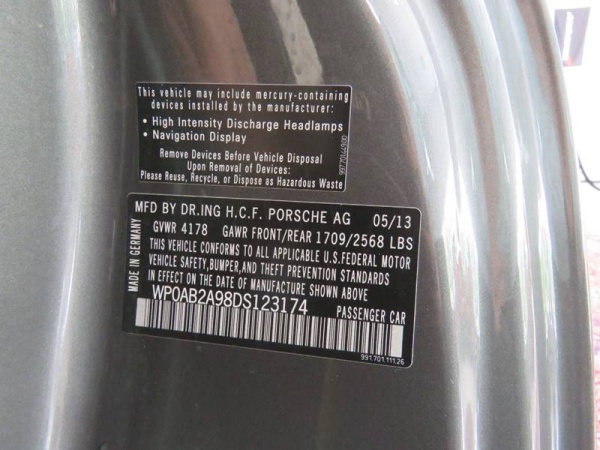 This vehicle may include mercury-containing
devices installed by the manufacturer:
• High Intensity Discharge Headlamps
• Navigation Display
Remove Devices Before Vehicle Disposal
Upon Removal of Devices:
Please Reuse, Recycle, or Dispose as Hazardous Waste
MFD BY DR.ING H.C.F. PORSCHE AG 05/13
GVWR 4178 GAWR FRONT/REAR 1709/2568 LBS
THIS VEHICLE CONFORMS TO ALL APPLICABLE U.S.FEDERAL MOTOR
VEHICLE SAFETY,BUMPER,AND THEFT PREVENTION STANDARDS
IN EFFECT ON THE DATE OF MANUFACTURE SHOWN ABOVE
WP0AB2A98DS123174 PASSENGER CAR
MADE IN GERMANY
991.701.111.26